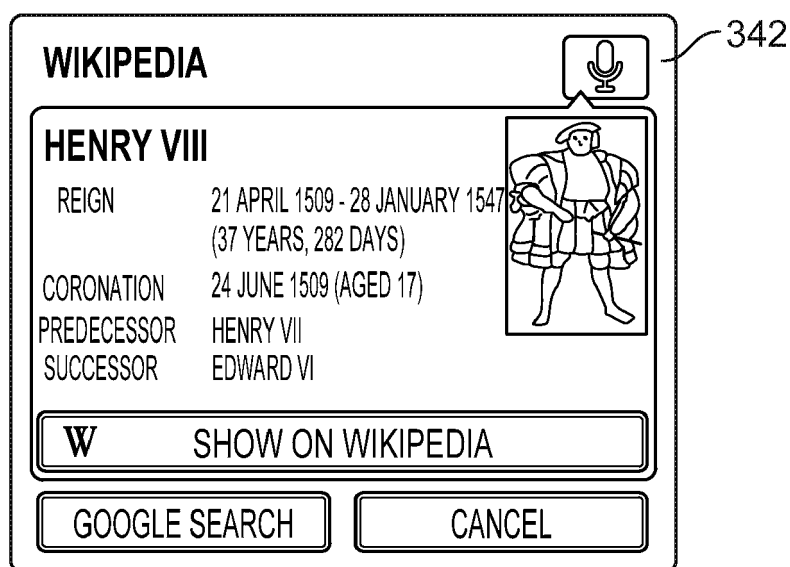 342
WIKIPEDIA
HENRY VIII
REIGN 21 APRIL 1509 - 28 JANUARY 1547
(37 YEARS, 282 DAYS)
CORONATION 24 JUNE 1509 (AGED 17)
PREDECESSOR HENRY VII
SUCCESSOR EDWARD VI
W SHOW ON WIKIPEDIA
GOOGLE SEARCH CANCEL